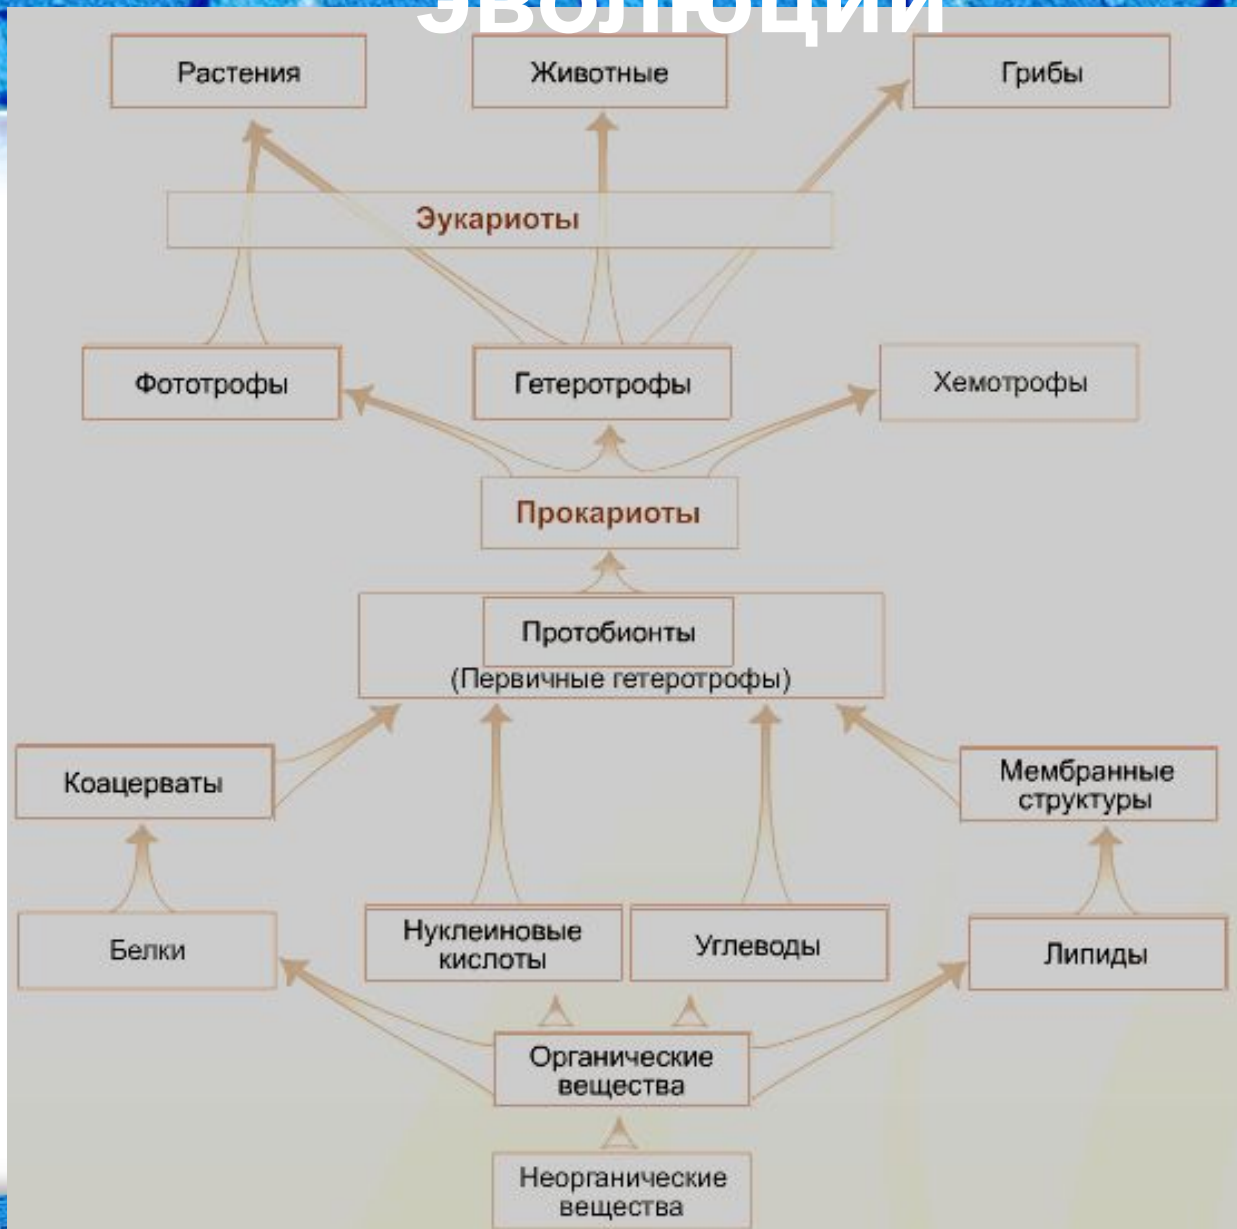 эволюции
Растения
Животные
Грибы
Эукариоты
Фототрофы
Гетеротрофы
Хемотрофы
Прокариоты
Протобионты
(Первичные гетеротрофы)
Коацерваты
Мембранные
структуры
Белки
Нуклеиновые
кислоты
Углеводы
Липиды
Органические
вещества
Неорганические
вещества